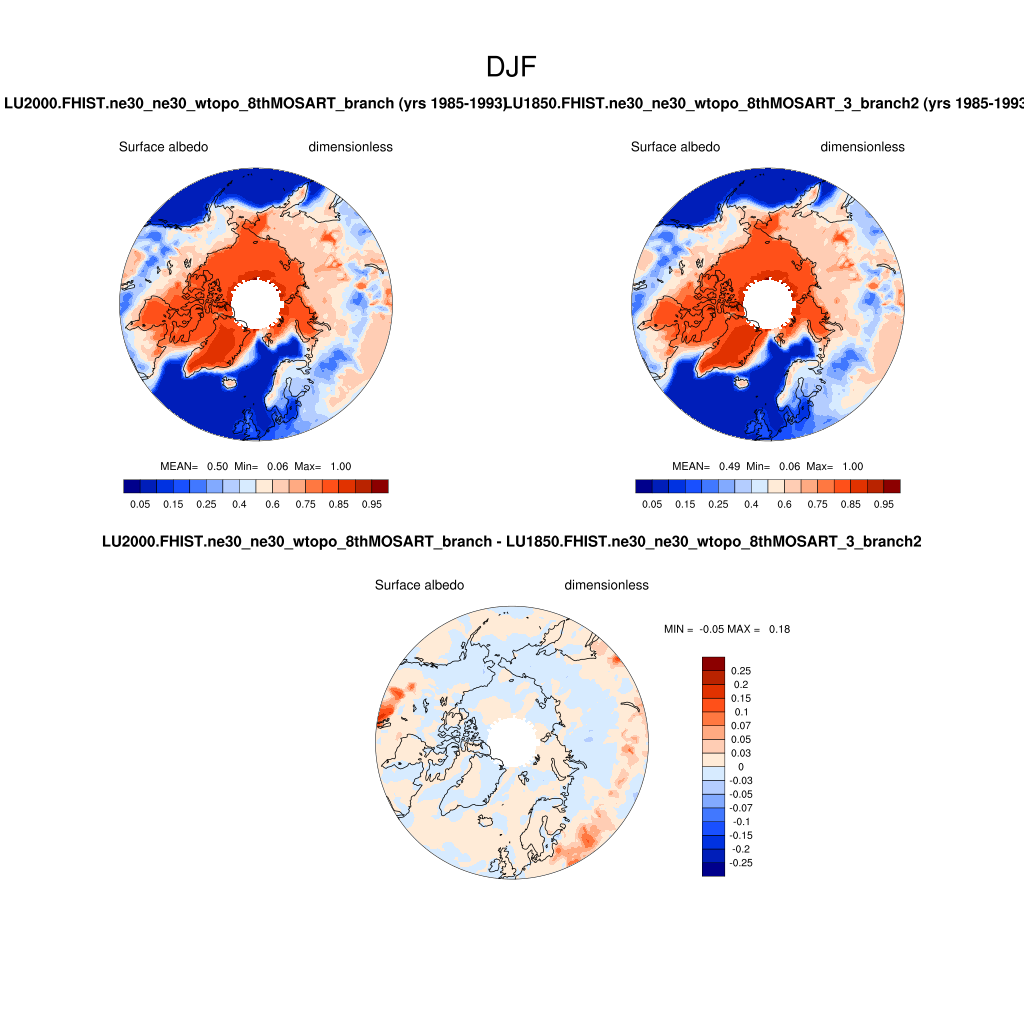 DJF
LU2000.FHIST.ne30_ne30_wtopo_8thMOSART_branch (yrs 1985-1993)
LU1850.FHIST.ne30_ne30_wtopo_8thMOSART_3_branch2 (yrs 1985-1993
Surface albedo dimensionless
Surface albedo dimensionless
MEAN= 0.50 Min= 0.06 Max= 1.00
0.05 0.15 0.25 0.4 0.6 0.75 0.85 0.95
MEAN= 0.49 Min= 0.06 Max= 1.00
0.05 0.15 0.25 0.4 0.6 0.75 0.85 0.95
LU2000.FHIST.ne30_ne30_wtopo_8thMOSART_branch - LU1850.FHIST.ne30_ne30_wtopo_8thMOSART_3_branch2
Surface albedo dimensionless
MIN = -0.05 MAX = 0.18
0.25
0.2
0.15
0.1
0.07
0.05
0.03
0
-0.03
-0.05
-0.07
-0.1
-0.15
-0.2
-0.25